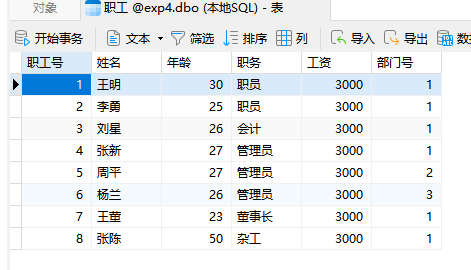 对象 职工 @exp4.dbo (本地SQL) - 表
开始事务 文本 筛选 排序 列 导入 导出 数据
职工号 姓名 年龄 职务 工资 部门号
1 王明 30 职员 3000 1
2 李勇 25 职员 3000 1
3 刘星 26 会计 3000 1
4 张新 27 管理员 3000 1
5 周平 27 管理员 3000 2
6 杨兰 26 管理员 3000 3
7 王董 23 董事长 3000 1
8 张陈 50 杂工 3000 1